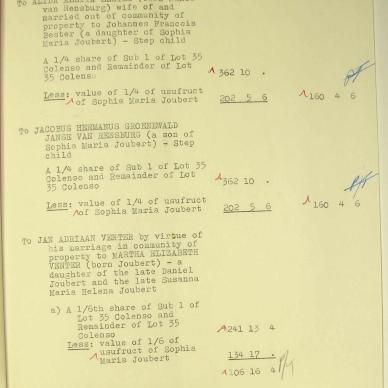 van Rensburg) wife of and
married out of community of
property to Johannes Francois
Bester (a daughter of Sophia
Maria Joubert) - Step child
A 1/4 share of Sub 1 of Lot 35
Colenso and Remainder of Lot
35 Colenso 362 10 .
Less: value of 1/4 of usufruct
of Sophia Maria Joubert 202 5 6 160 4 6
To JACOBUS HERMANUS GROENEWALD
JANSE VAN RENSBURG (a son of
Sophia Maria Joubert) - Step
child
A 1/4 share of Sub 1 of Lot 35
Colenso and Remainder of Lot
35 Colenso 362 10 .
Less: value of 1/4 of usufruct
of Sophia Maria Joubert 202 5 6 160 4 6
To JAN ADRIAAN VENTER by virtue of
his marriage in community of
property to MARTHA ELIZABETH
VENTER (born Joubert) - a
daughter of the late Daniel
Joubert and the late Susanna
Maria Helena Joubert
a) A 1/6th share of Sub 1 of
Lot 35 Colenso and
Remainder of Lot 35
Colenso 241 13 4
Less: value of 1/6 of
usufruct of Sophia
Maria Joubert 134 17 .
106 16 4